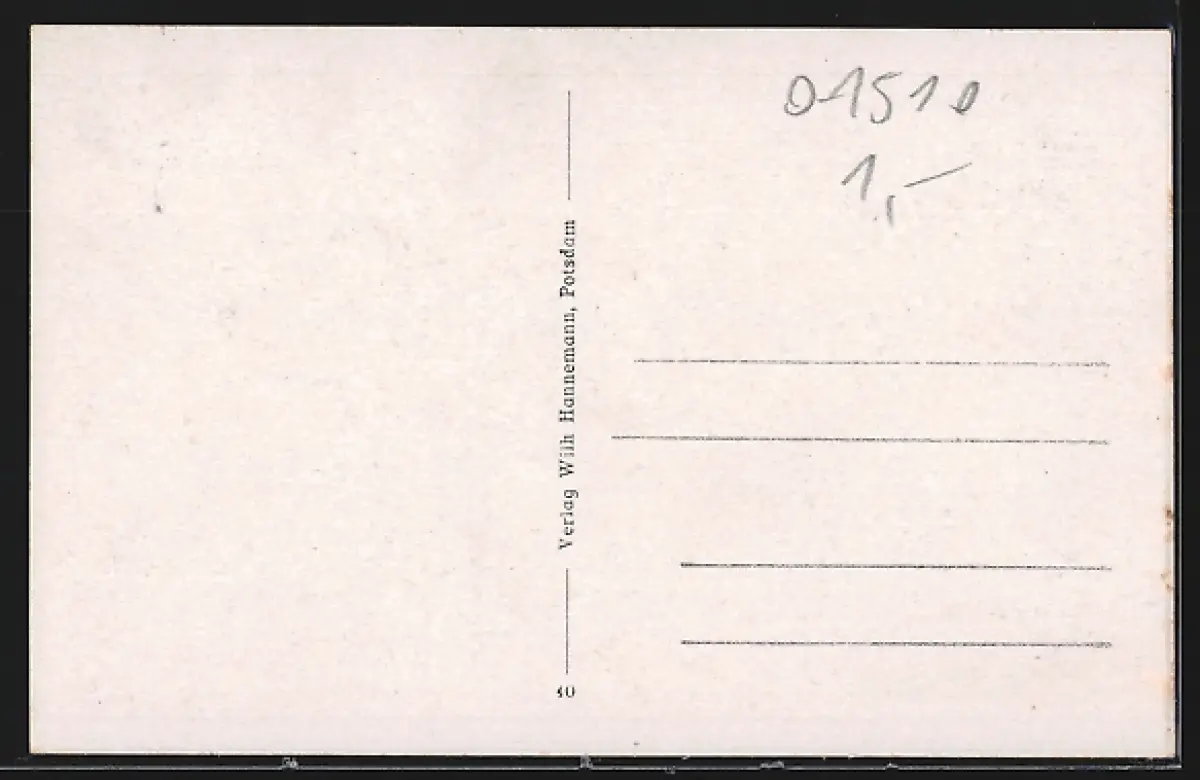 01510
1,-
Verlag Wilh Hannemann, Potsdam
40